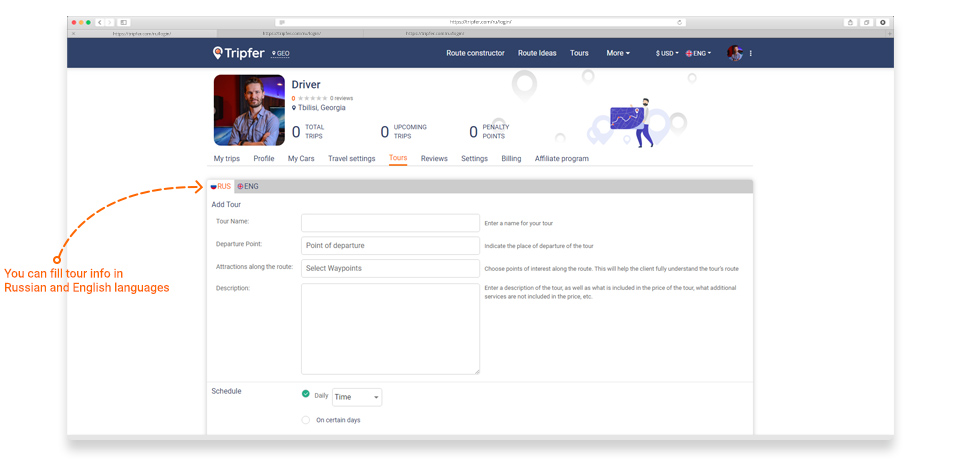 https://tripfer.com/ru/login/
https://tripfer.com/ru/login/
https://tripfer.com/ru/login/
https://tripfer.com/ru/login/
Tripfer GEO Route constructor Route Ideas Tours More $ USD ENG
Driver
0 0 reviews
Tbilisi, Georgia
0 TOTAL TRIPS 0 UPCOMING TRIPS 0 PENALTY POINTS
My trips Profile My Cars Travel settings Tours Reviews Settings Billing Affiliate program
RUS ENG
Add Tour
Tour Name: Enter a name for your tour
Departure Point: Point of departure Indicate the place of departure of the tour
Attractions along the route: Select Waypoints Choose points of interest along the route. This will help the client fully understand the tour's route
Description: Enter a description of the tour, as well as what is included in the price of the tour, what additional
services are not included in the price, etc.
You can fill tour info in
Russian and English languages
Schedule Daily Time
On certain days